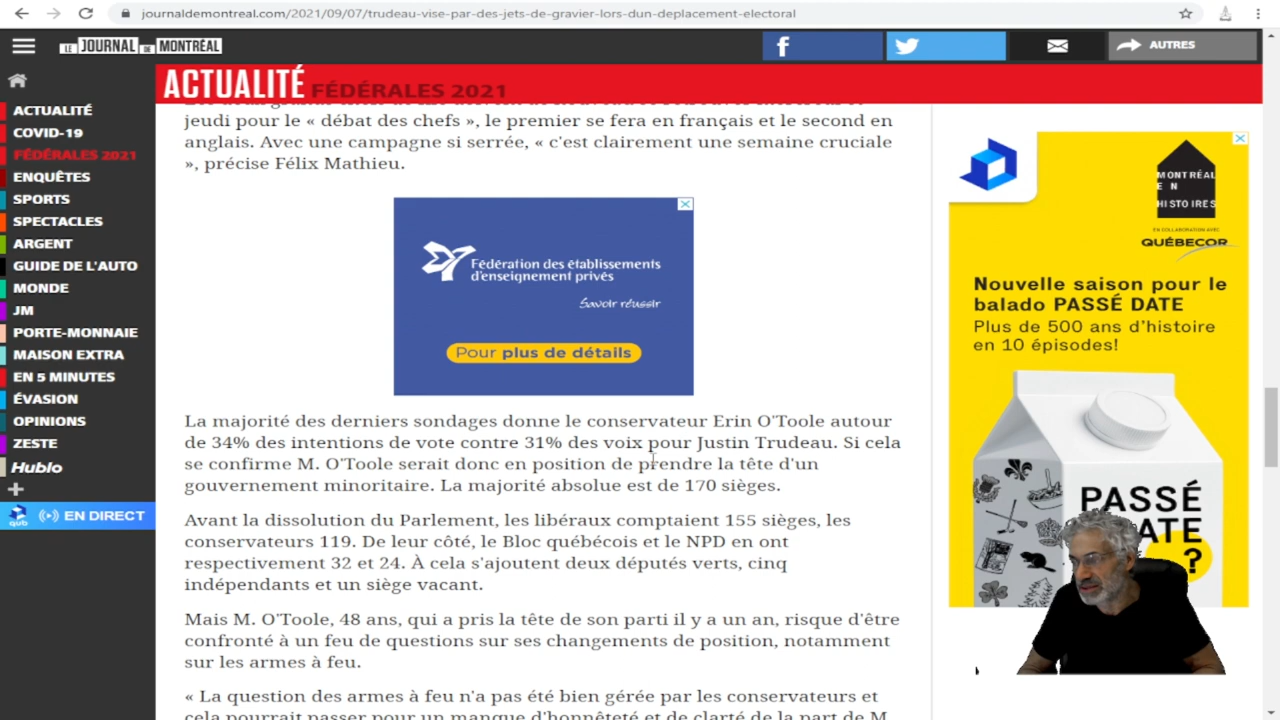 journaldemontreal.com/2021/09/07/trudeau-vise-par-des-jets-de-gravier-lors-dun-deplacement-electoral
LE JOURNAL DE MONTRÉAL
AUTRES
ACTUALITÉ FÉDÉRALES 2021
ACTUALITÉ
COVID-19
FÉDÉRALES 2021
ENQUÊTES
SPORTS
SPECTACLES
ARGENT
GUIDE DE L'AUTO
MONDE
JM
PORTE-MONNAIE
MAISON EXTRA
EN 5 MINUTES
ÉVASION
OPINIONS
ZESTE
Hublo
QUB EN DIRECT
jeudi pour le « débat des chefs », le premier se fera en français et le second en
anglais. Avec une campagne si serrée, « c'est clairement une semaine cruciale
», précise Félix Mathieu.
Fédération des établissements
d'enseignement privés
Savoir réussir
Pour plus de détails
La majorité des derniers sondages donne le conservateur Erin O'Toole autour
de 34% des intentions de vote contre 31% des voix pour Justin Trudeau. Si cela
se confirme M. O'Toole serait donc en position de prendre la tête d'un
gouvernement minoritaire. La majorité absolue est de 170 sièges.
Avant la dissolution du Parlement, les libéraux comptaient 155 sièges, les
conservateurs 119. De leur côté, le Bloc québécois et le NPD en ont
respectivement 32 et 24. À cela s'ajoutent deux députés verts, cinq
indépendants et un siège vacant.
Mais M. O'Toole, 48 ans, qui a pris la tête de son parti il y a un an, risque d'être
confronté à un feu de questions sur ses changements de position, notamment
sur les armes à feu.
« La question des armes à feu n'a pas été bien gérée par les conservateurs et
cela pourrait passer pour un manque d'honnêteté et de clarté de la part de M.
MONTRÉAL
EN
HISTOIRES
EN COLLABORATION AVEC
QUÉBECOR
Nouvelle saison pour le
balado PASSÉ DATE
Plus de 500 ans d'histoire
en 10 épisodes!
PASSÉ
DATE
?